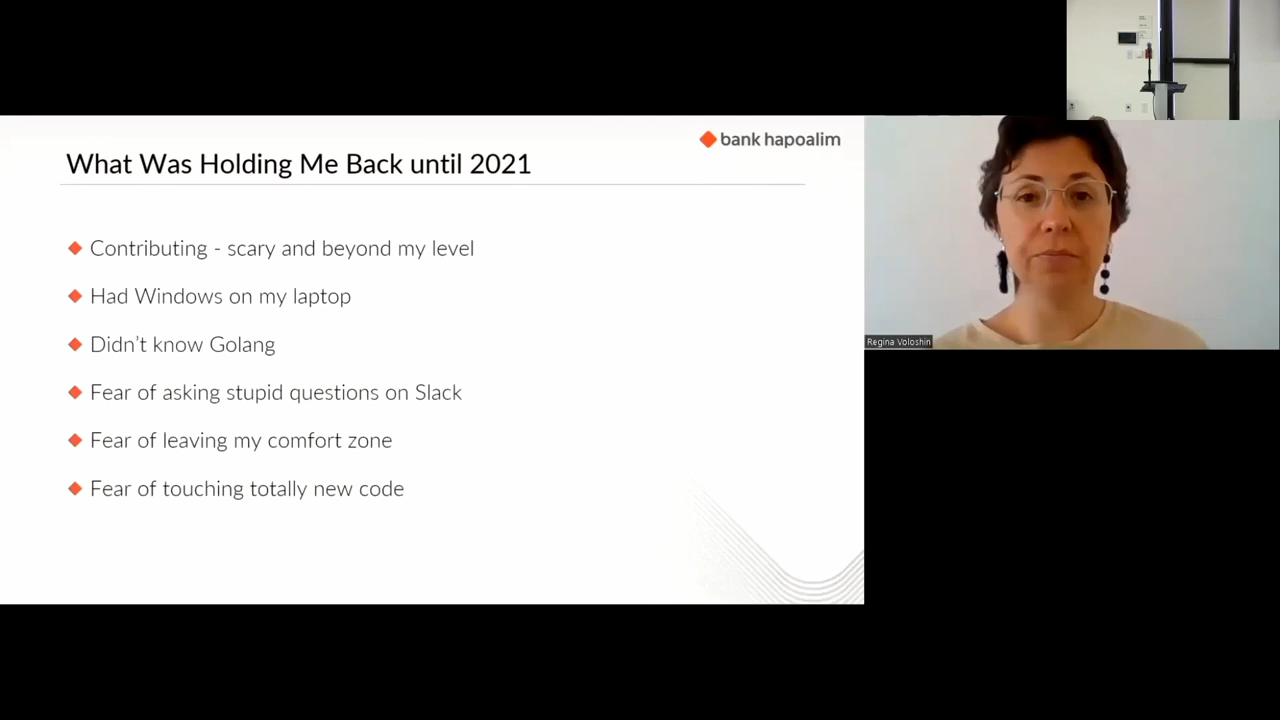 bank hapoalim
What Was Holding Me Back until 2021
Contributing - scary and beyond my level
Had Windows on my laptop
Didn't know Golang
Fear of asking stupid questions on Slack
Fear of leaving my comfort zone
Fear of touching totally new code
Regina Voloshin